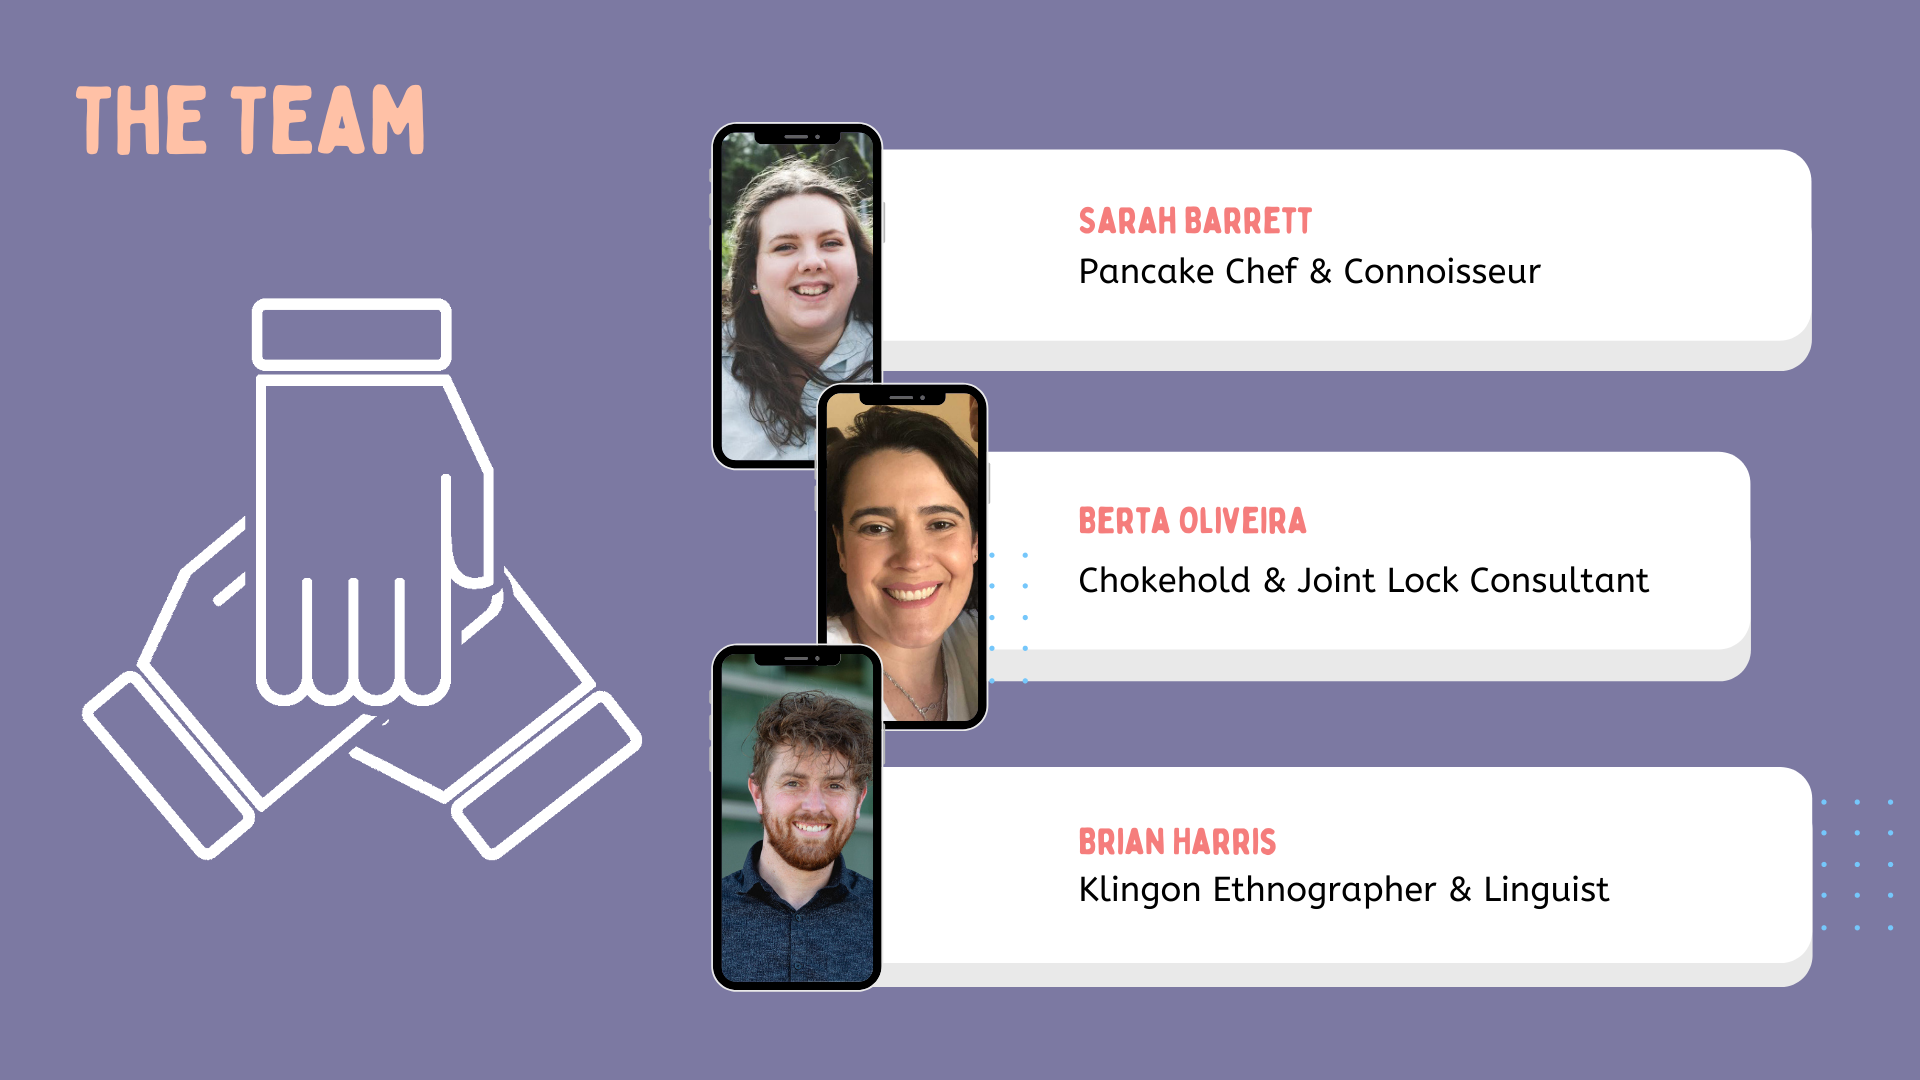 THE TEAM
SARAH BARRETT
Pancake Chef & Connoisseur
BERTA OLIVEIRA
Chokehold & Joint Lock Consultant
BRIAN HARRIS
Klingon Ethnographer & Linguist